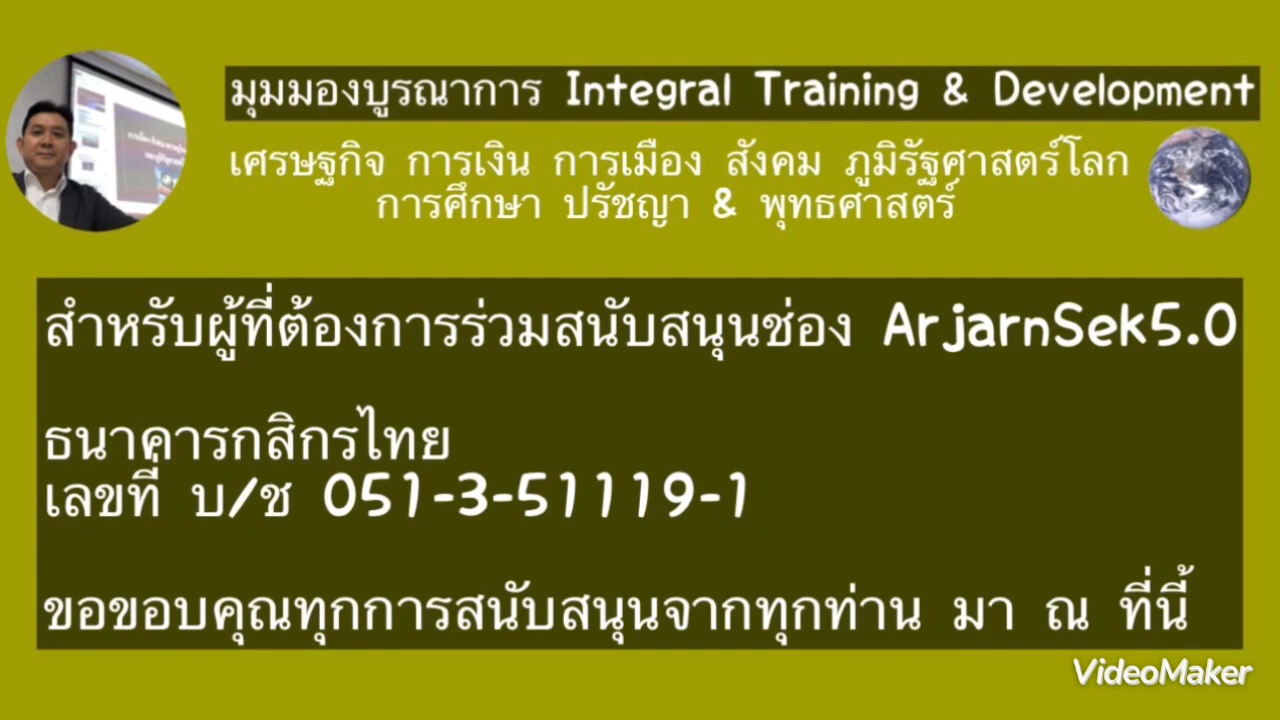 มุมมองบูรณาการ Integral Training & Development
เศรษฐกิจ การเงิน การเมือง สังคม ภูมิรัฐศาสตร์โลก
การศึกษา ปรัชญา & พุทธศาสตร์
สำหรับผู้ที่ต้องการร่วมสนับสนุนช่อง ArjarnSek5.0
ธนาคารกสิกรไทย
เลขที่ บ/ช 051-3-51119-1
ขอขอบคุณทุกการสนับสนุนจากทุกท่าน มา ณ ที่นี้
VideoMaker